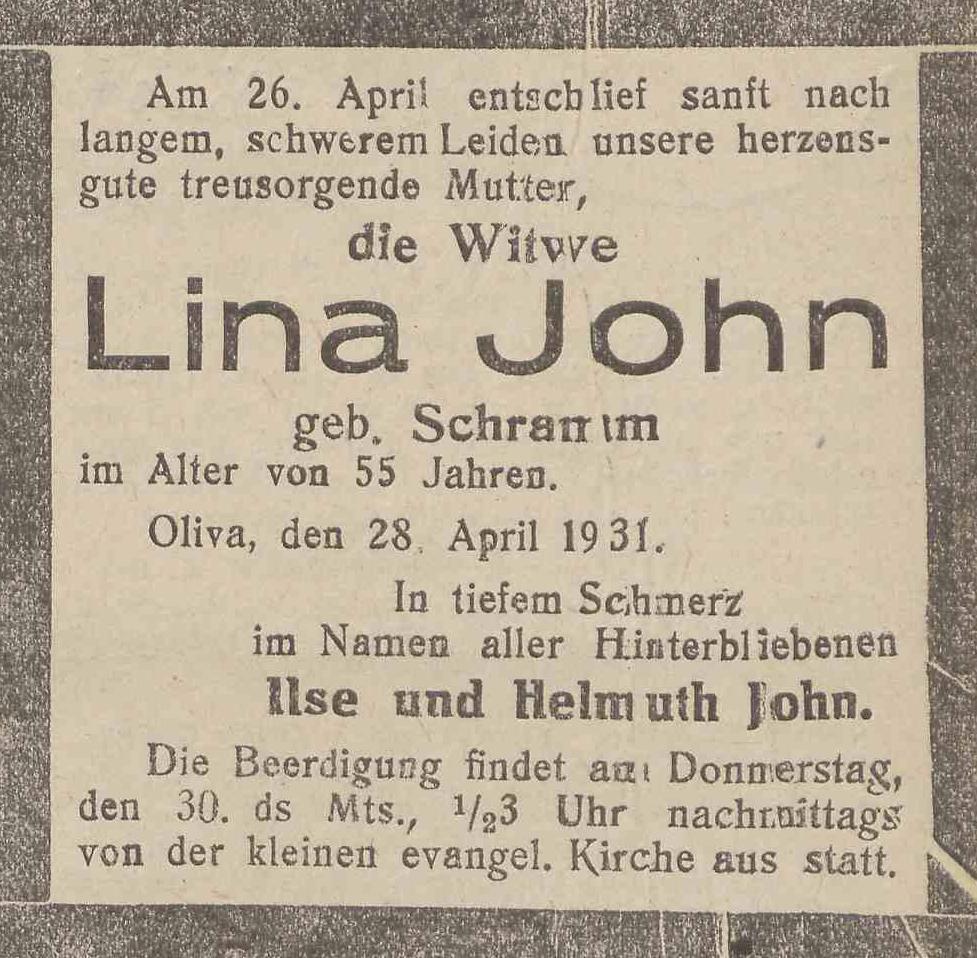 Am 26. April entschlief sanft nach
langem, schwerem Leiden unsere herzens-
gute treusorgende Mutter,
die Witwe
Lina John
geb. Schramm
im Alter von 55 Jahren.
Oliva, den 28. April 1931.
In tiefem Schmerz
im Namen aller Hinterbliebenen
Ilse und Helmuth John.
Die Beerdigung findet am Donnerstag,
den 30. ds Mts., 1/23 Uhr nachmittags
von der kleinen evangel. Kirche aus statt.